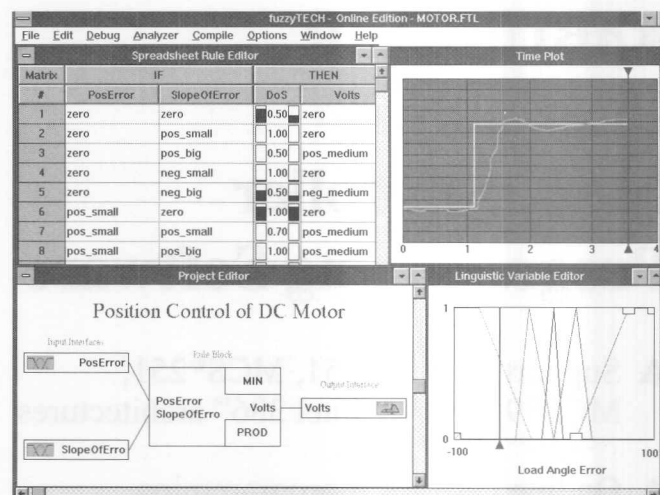 fuzzyTECH - Online Edition - MOTOR.FTL
File Edit Debug Analyzer Compile Options Window Help
Spreadsheet Rule Editor
Matrix IF THEN
# PosError SlopeOfError DoS Volts
1 zero zero 0.50 zero
2 zero pos_small 1.00 zero
3 zero pos_big 0.50 pos_medium
4 zero neg_small 1.00 zero
5 zero neg_big 0.50 neg_medium
6 pos_small zero 1.00 zero
7 pos_small pos_small 0.70 pos_medium
8 pos_small pos_big 1.00 pos_medium
Time Plot
0 1 2 3 4
Project Editor
Position Control of DC Motor
Input Interfaces
PosError
SlopeOfErro
Rule Block
MIN
PosError
SlopeOfErro
Volts
PROD
Output Interface
Volts
Linguistic Variable Editor
1
0
-100 100
Load Angle Error